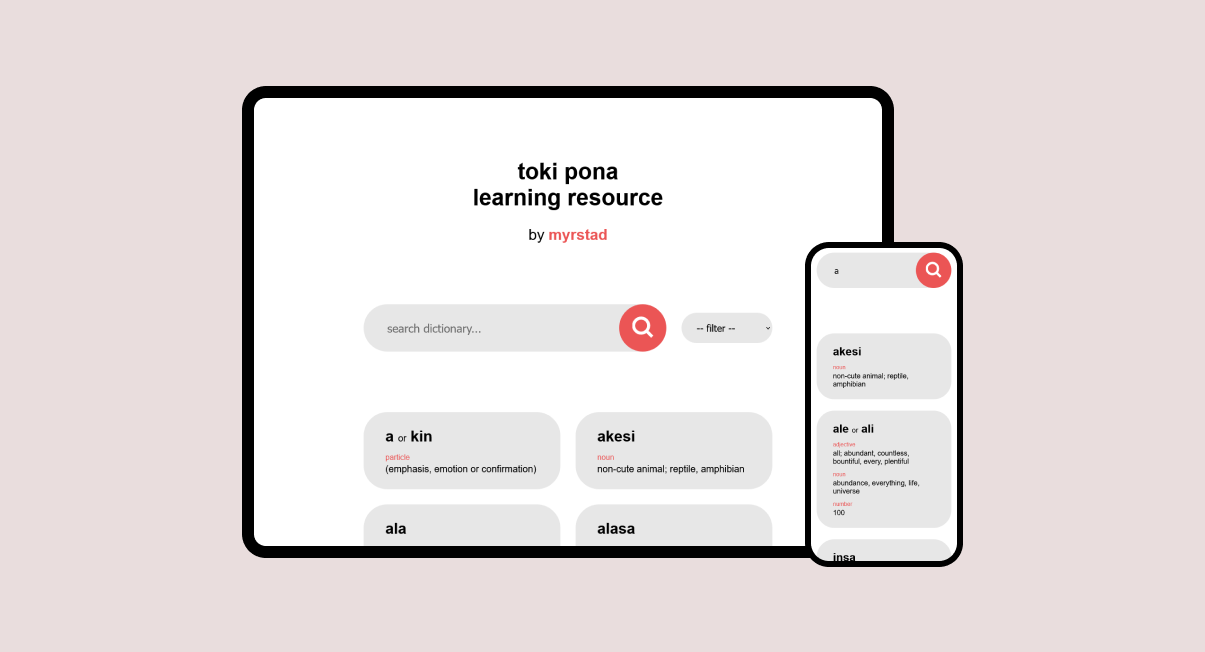 toki pona
learning resource
by myrstad
search dictionary...
-- filter --
a or kin
particle
(emphasis, emotion or confirmation)
akesi
noun
non-cute animal; reptile, amphibian
ala
alasa
a
akesi
noun
non-cute animal; reptile,
amphibian
ale or ali
adjective
all; abundant, countless,
bountiful, every, plentiful
noun
abundance, everything, life,
universe
number
100
insa